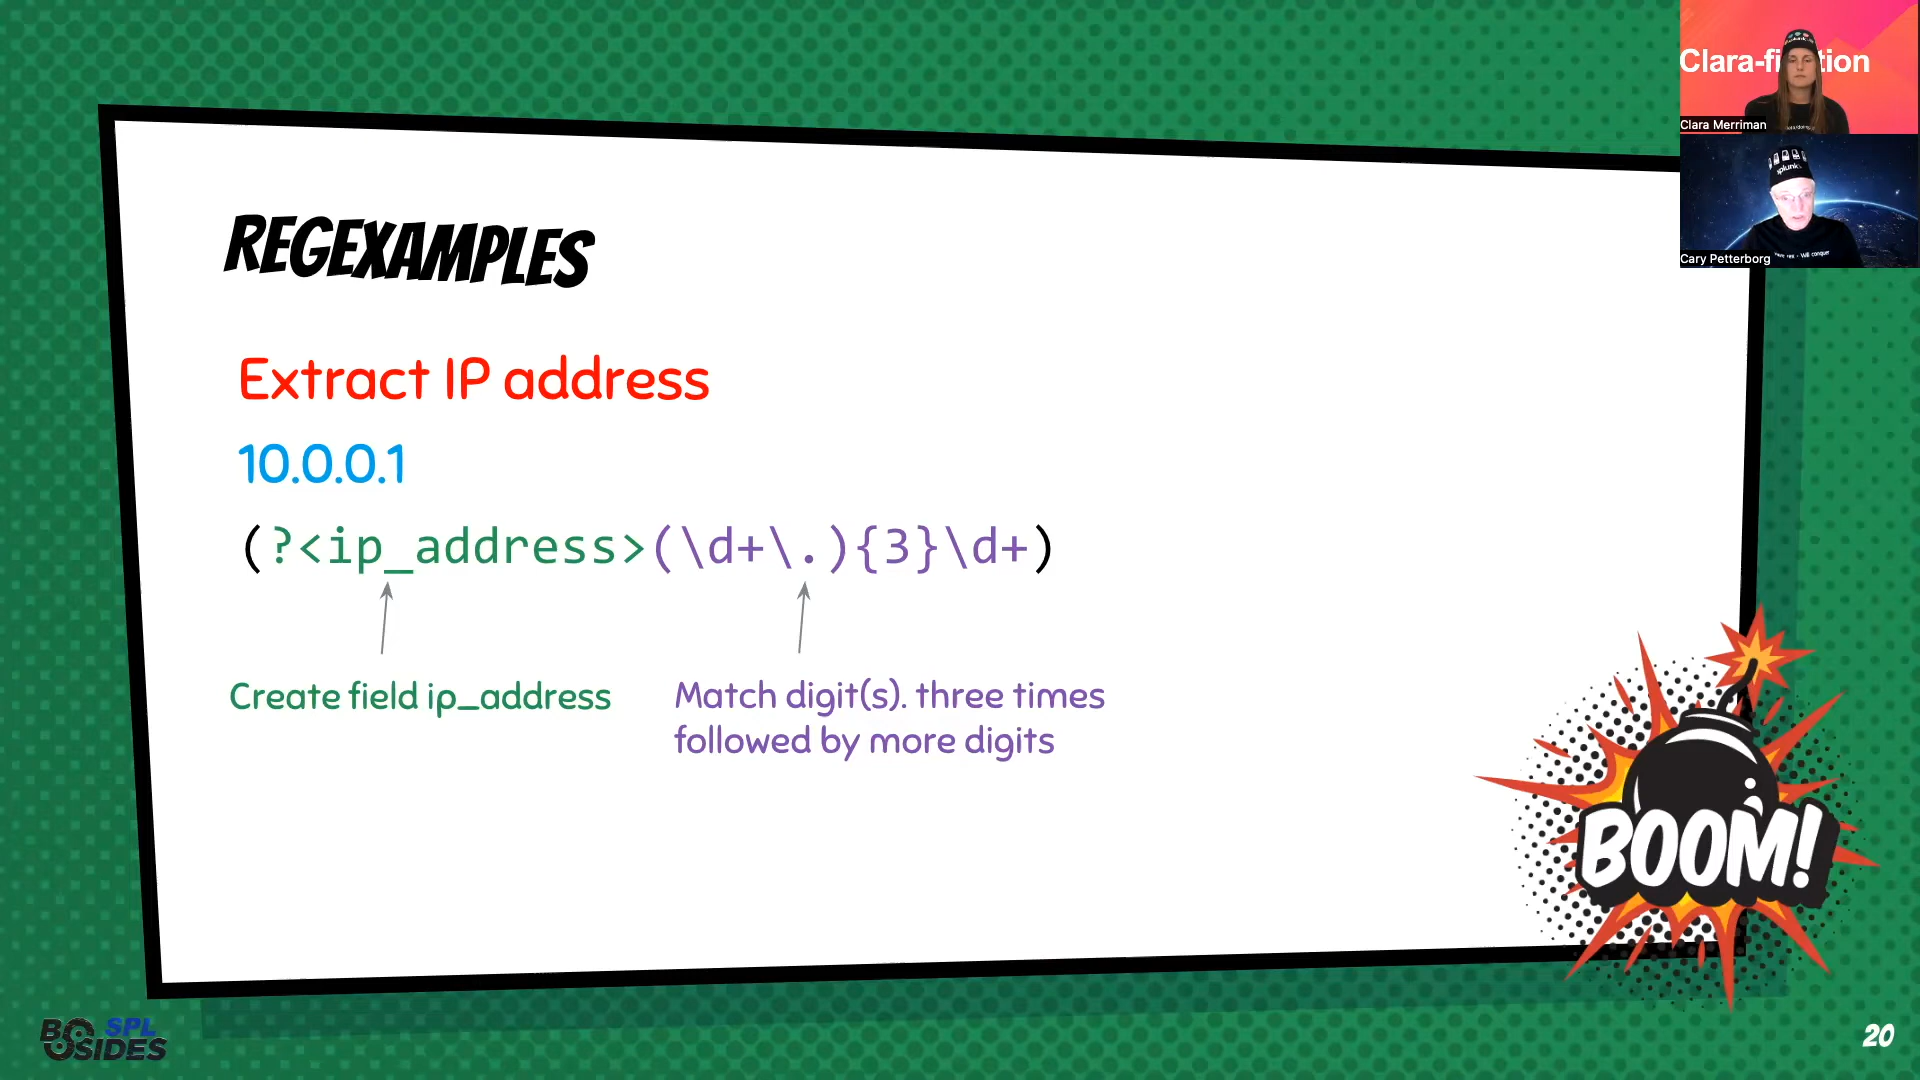 REGEXAMPLES
Extract IP address
10.0.0.1
(?<ip_address>(\d+\.){3}\d+)
Create field ip_address
Match digit(s). three times
followed by more digits
BOOM!
Clara Merriman
Cary Petterborg
SPL
SIDES
20